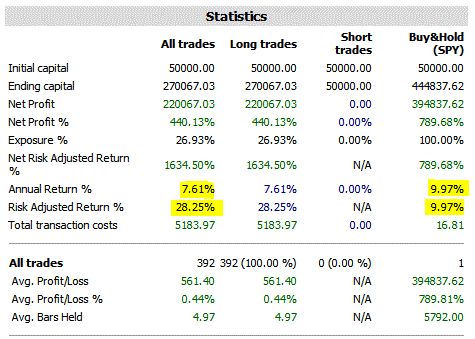 Statistics
All trades Long trades Short trades Buy&Hold (SPY)
Initial capital 50000.00 50000.00 50000.00 50000.00
Ending capital 270067.03 270067.03 50000.00 444837.62
Net Profit 220067.03 220067.03 0.00 394837.62
Net Profit % 440.13% 440.13% 0.00% 789.68%
Exposure % 26.93% 26.93% 0.00% 100.00%
Net Risk Adjusted Return % 1634.50% 1634.50% N/A 789.68%
Annual Return % 7.61% 7.61% 0.00% 9.97%
Risk Adjusted Return % 28.25% 28.25% N/A 9.97%
Total transaction costs 5183.97 5183.97 0.00 16.81
All trades 392 392 (100.00 %) 0 (0.00 %) 1
Avg. Profit/Loss 561.40 561.40 N/A 394837.62
Avg. Profit/Loss % 0.44% 0.44% N/A 789.81%
Avg. Bars Held 4.97 4.97 N/A 5792.00